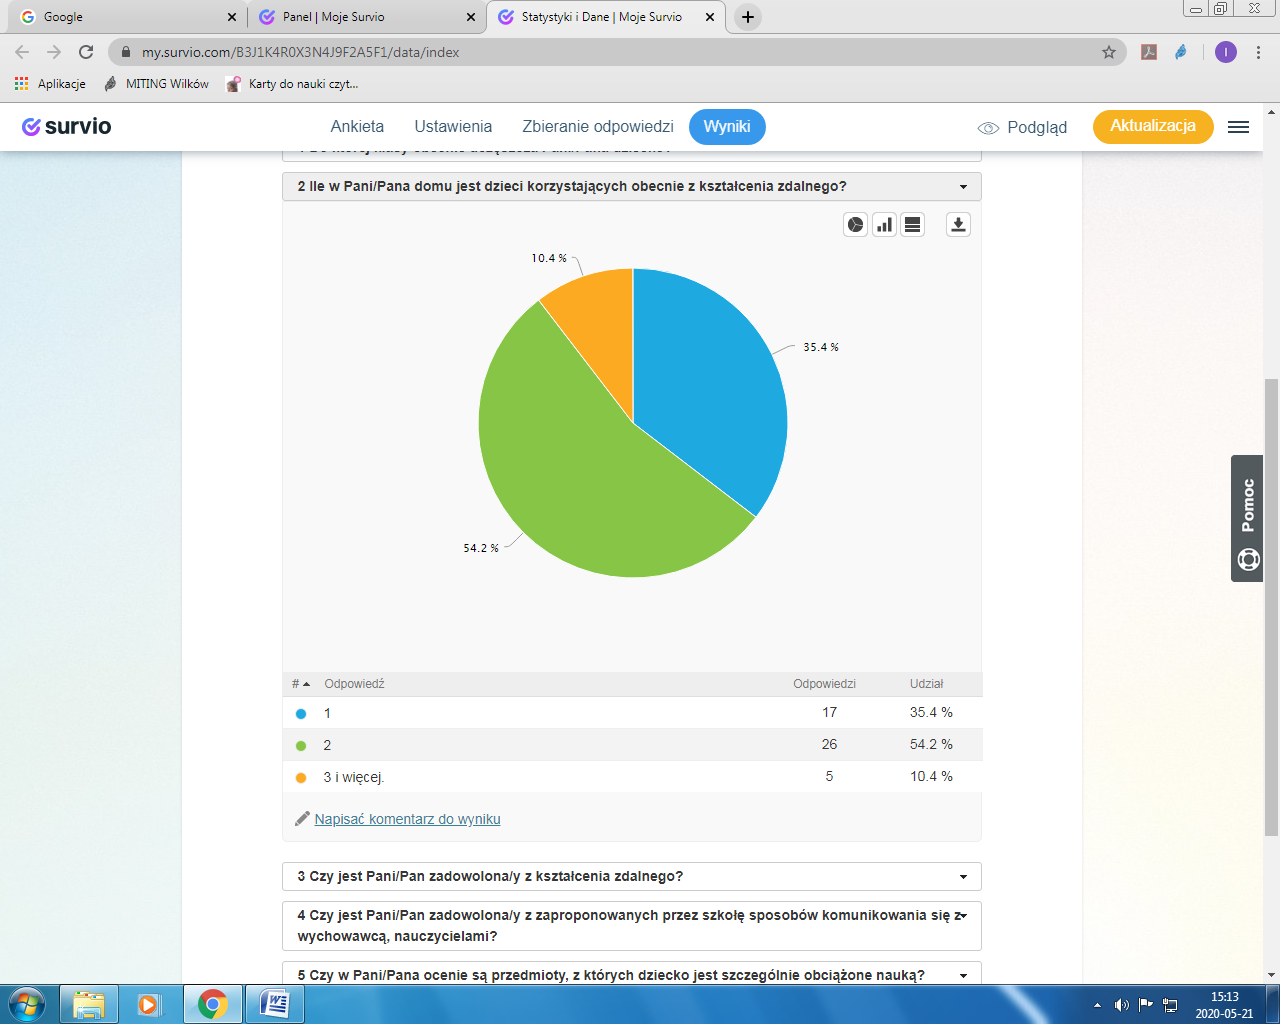 Google
Panel | Moje Survio
Statystyki i Dane | Moje Survio
my.survio.com/B3J1K4R0X3N4J9F2A5F1/data/index
I
Aplikacje
MITING Wilków
Karty do nauki czyt...
survio
Ankieta
Ustawienia
Zbieranie odpowiedzi
Wyniki
Podgląd
Aktualizacja
2 Ile w Pani/Pana domu jest dzieci korzystających obecnie z kształcenia zdalnego?
10.4 %
35.4 %
54.2 %
Pomoc
# Odpowiedź Odpowiedzi Udział
1 17 35.4 %
2 26 54.2 %
3 i więcej. 5 10.4 %
Napisać komentarz do wyniku
3 Czy jest Pani/Pan zadowolona/y z kształcenia zdalnego?
4 Czy jest Pani/Pan zadowolona/y z zaproponowanych przez szkołę sposobów komunikowania się z
wychowawcą, nauczycielami?
5 Czy w Pani/Pana ocenie są przedmioty, z których dziecko jest szczególnie obciążone nauką?
15:13
2020-05-21